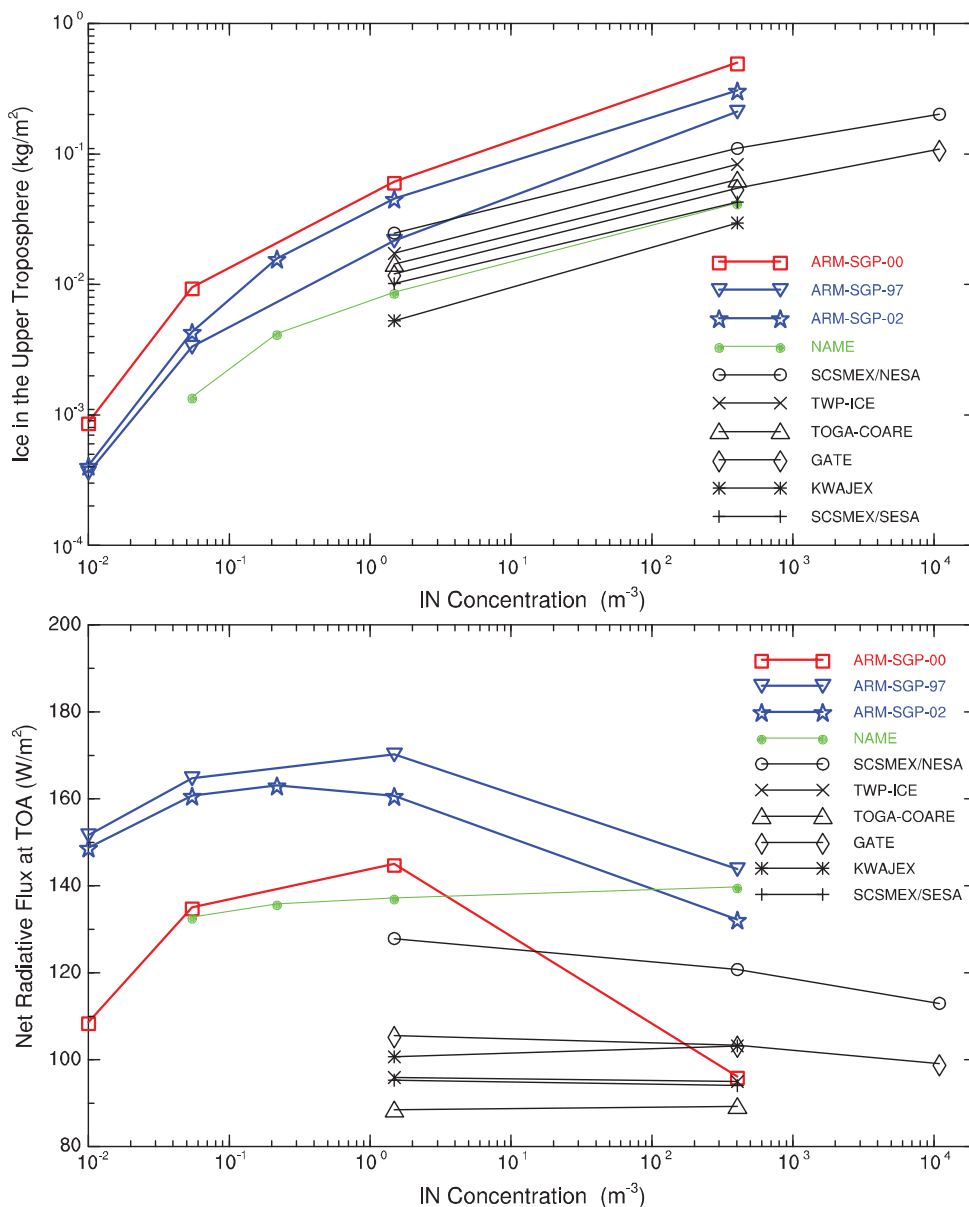 10^0
10^-1
10^-2
10^-3
10^-4
Ice in the Upper Troposphere (kg/m²)
ARM-SGP-00
ARM-SGP-97
ARM-SGP-02
NAME
SCSMEX/NESA
TWP-ICE
TOGA-COARE
GATE
KWAJEX
SCSMEX/SESA
10^-2 10^-1 10^0 10^1 10^2 10^3 10^4
IN Concentration (m^-3)
200
180
160
140
120
100
80
Net Radiative Flux at TOA (W/m²)
ARM-SGP-00
ARM-SGP-97
ARM-SGP-02
NAME
SCSMEX/NESA
TWP-ICE
TOGA-COARE
GATE
KWAJEX
SCSMEX/SESA
10^-2 10^-1 10^0 10^1 10^2 10^3 10^4
IN Concentration (m^-3)